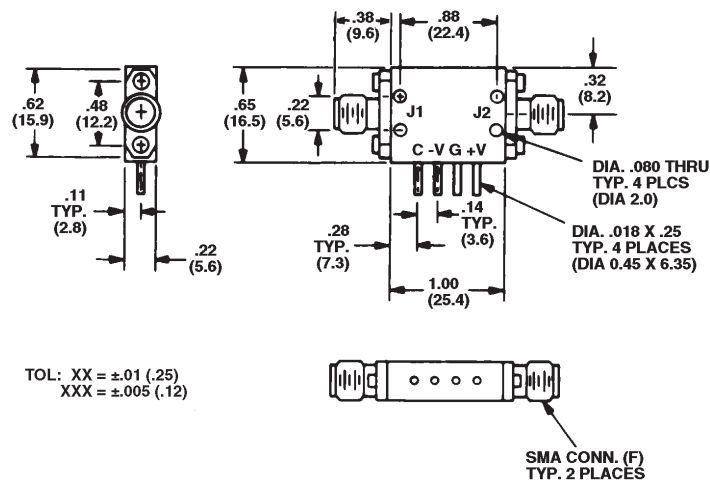 .38
(9.6)
.88
(22.4)
.62
(15.9)
.48
(12.2)
.65
(16.5)
.22
(5.6)
J1
J2
.32
(8.2)
C -V G +V
DIA. .080 THRU
TYP. 4 PLCS
(DIA 2.0)
.11
TYP.
(2.8)
.14
TYP.
(3.6)
.28
TYP.
(7.3)
DIA. .018 X .25
TYP. 4 PLACES
(DIA 0.45 X 6.35)
.22
(5.6)
1.00
(25.4)
TOL: XX = ±.01 (.25)
XXX = ±.005 (.12)
SMA CONN. (F)
TYP. 2 PLACES